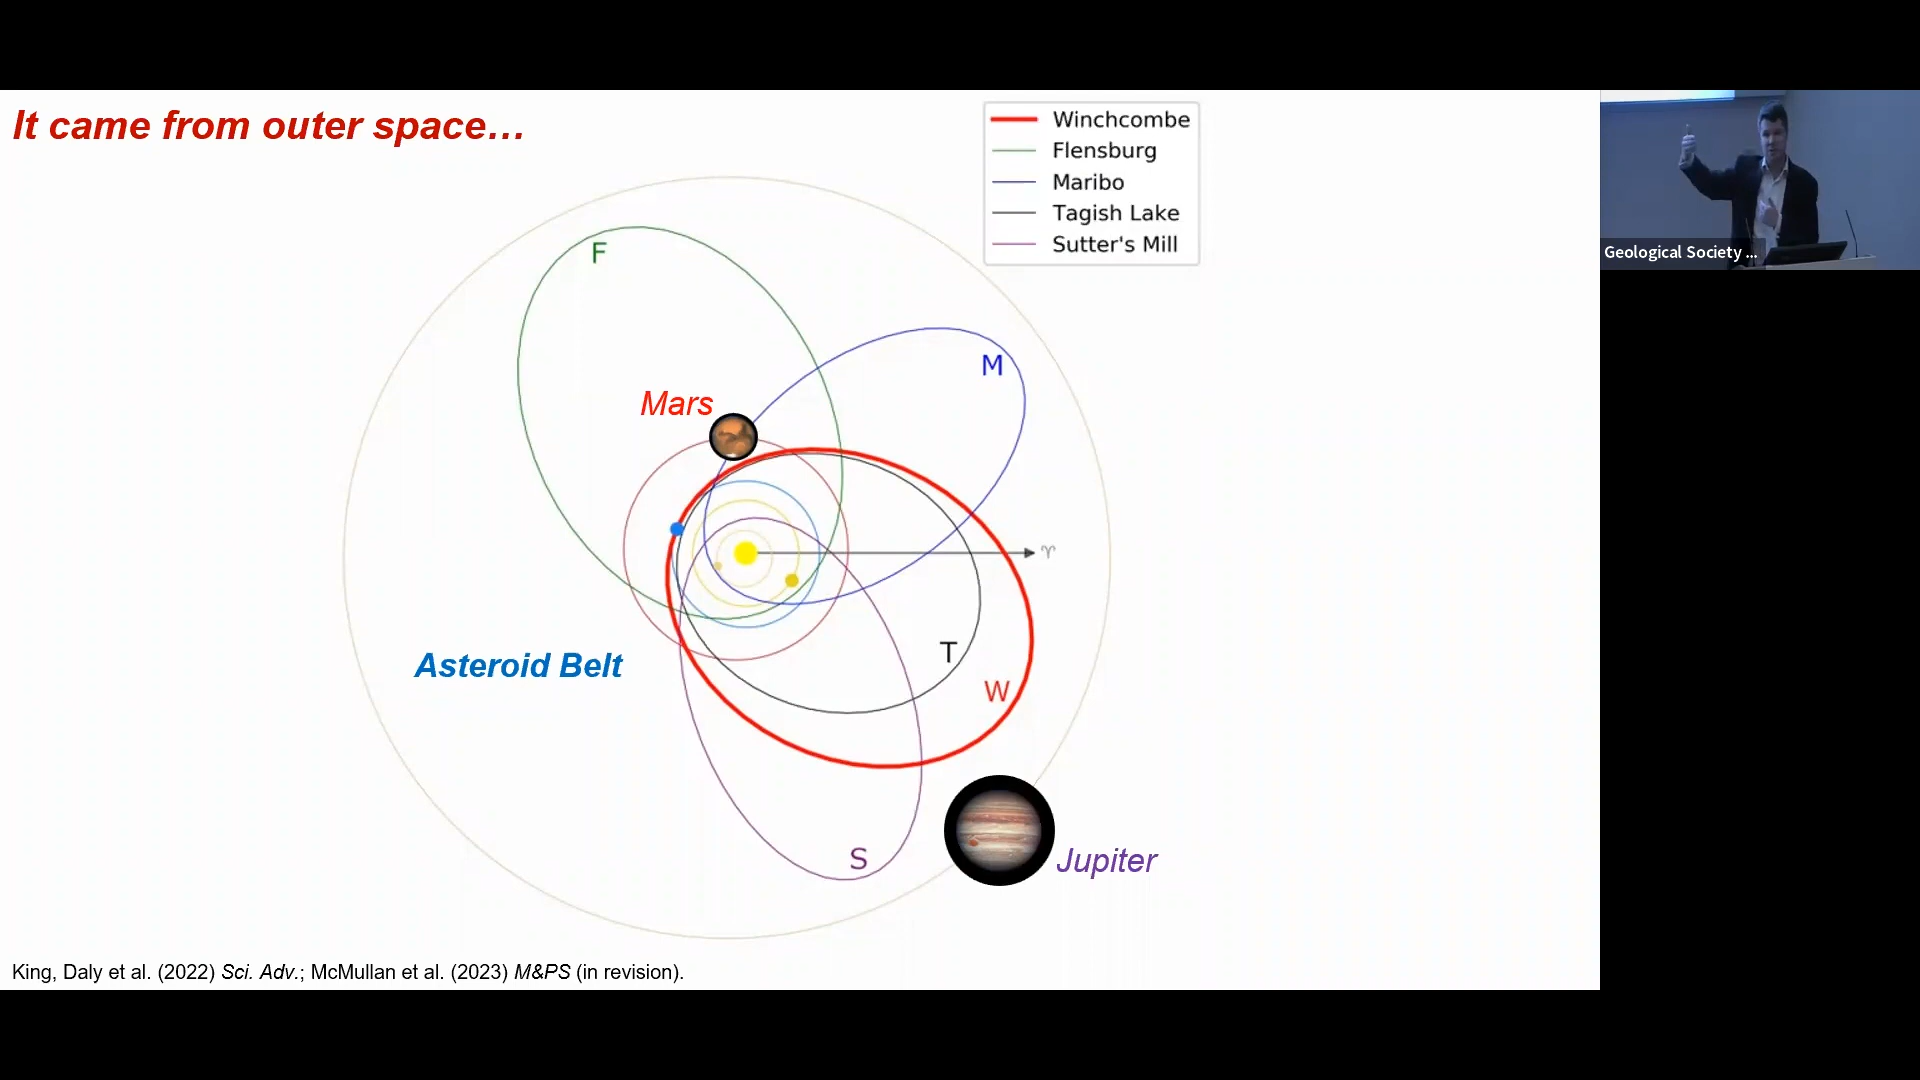 It came from outer space…
Winchcombe
Flensburg
Maribo
Tagish Lake
Sutter's Mill
Geological Society ...
F
M
Mars
♈
Asteroid Belt
T
W
S
Jupiter
King, Daly et al. (2022) Sci. Adv.; McMullan et al. (2023) M&PS (in revision).